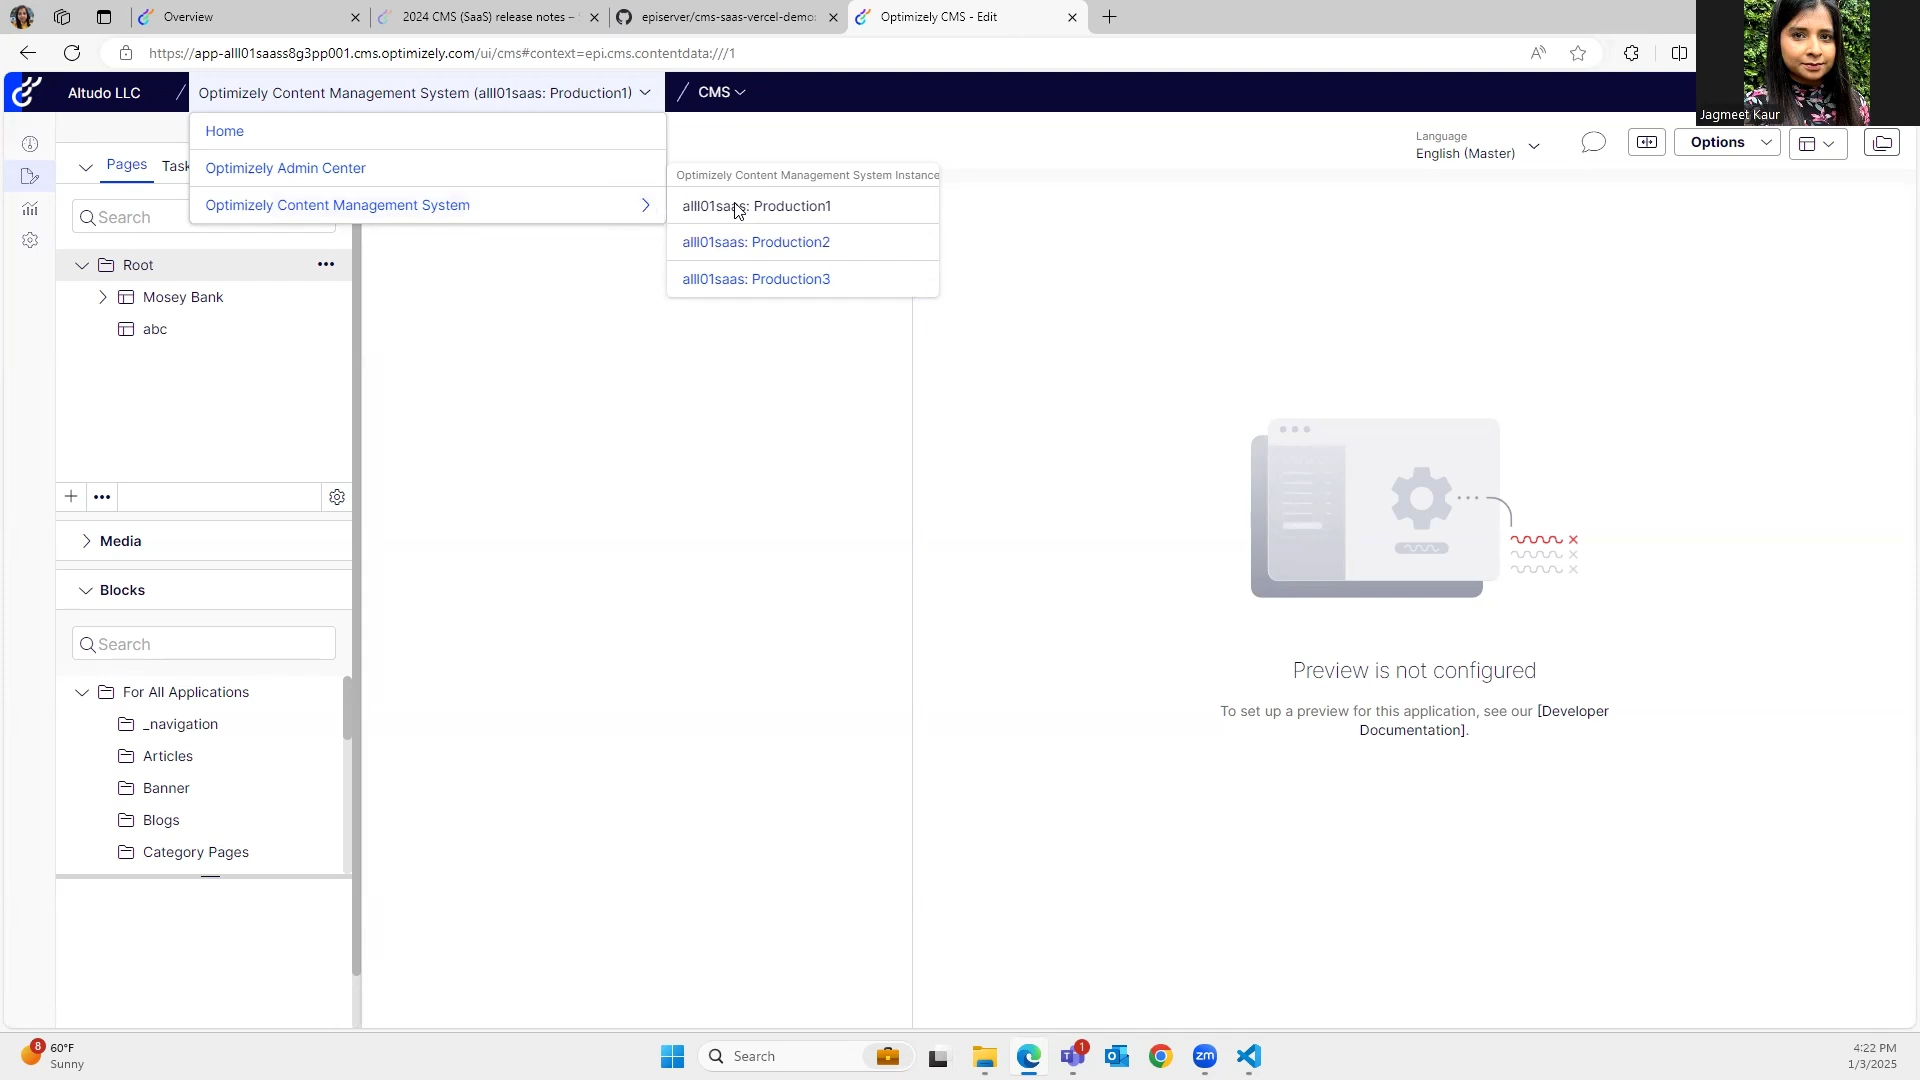 Overview
2024 CMS (SaaS) release notes –
episerver/cms-saas-vercel-demo:
Optimizely CMS - Edit
https://app-alll01saass8g3pp001.cms.optimizely.com/ui/cms#context=epi.cms.contentdata:///1
Jagmeet Kaur
Altudo LLC
Optimizely Content Management System (alll01saas: Production1)
CMS
Home
Optimizely Admin Center
Optimizely Content Management System
Optimizely Content Management System Instance
alll01saas: Production1
alll01saas: Production2
alll01saas: Production3
Language
English (Master)
Options
Pages
Task
Search
Root
Mosey Bank
abc
Media
Blocks
Search
For All Applications
_navigation
Articles
Banner
Blogs
Category Pages
Preview is not configured
To set up a preview for this application, see our [Developer
Documentation].
8
60°F
Sunny
Search
1
zm
4:22 PM
1/3/2025